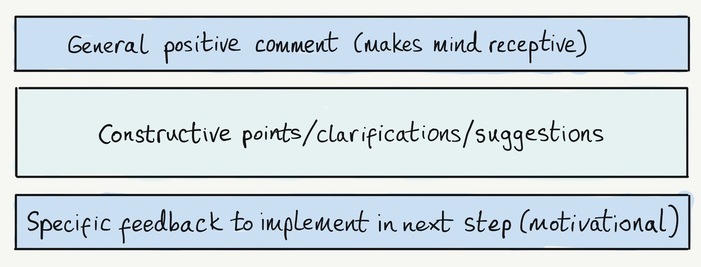 General positive comment (makes mind receptive)
Constructive points/clarifications/suggestions
Specific feedback to implement in next step (motivational)